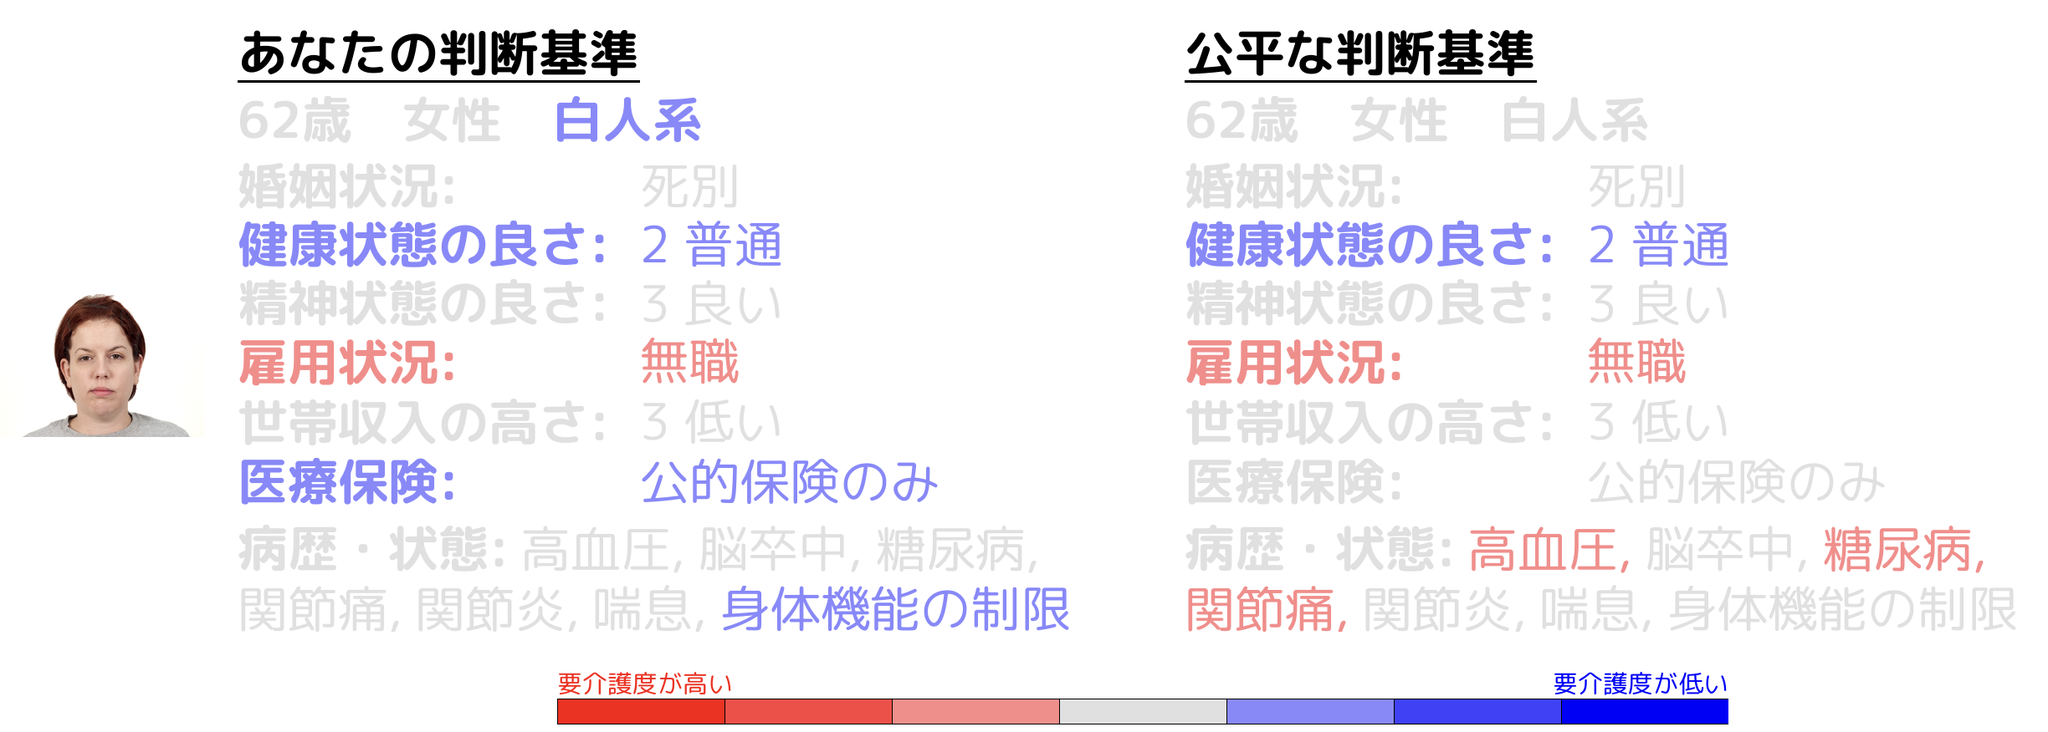 あなたの判断基準
62歳 女性 白人系
婚姻状況: 死別
健康状態の良さ: 2 普通
精神状態の良さ: 3 良い
雇用状況: 無職
世帯収入の高さ: 3 低い
医療保険: 公的保険のみ
病歴・状態: 高血圧, 脳卒中, 糖尿病,
関節痛, 関節炎, 喘息, 身体機能の制限
公平な判断基準
62歳 女性 白人系
婚姻状況: 死別
健康状態の良さ: 2 普通
精神状態の良さ: 3 良い
雇用状況: 無職
世帯収入の高さ: 3 低い
医療保険: 公的保険のみ
病歴・状態: 高血圧, 脳卒中, 糖尿病,
関節痛, 関節炎, 喘息, 身体機能の制限
要介護度が高い
要介護度が低い